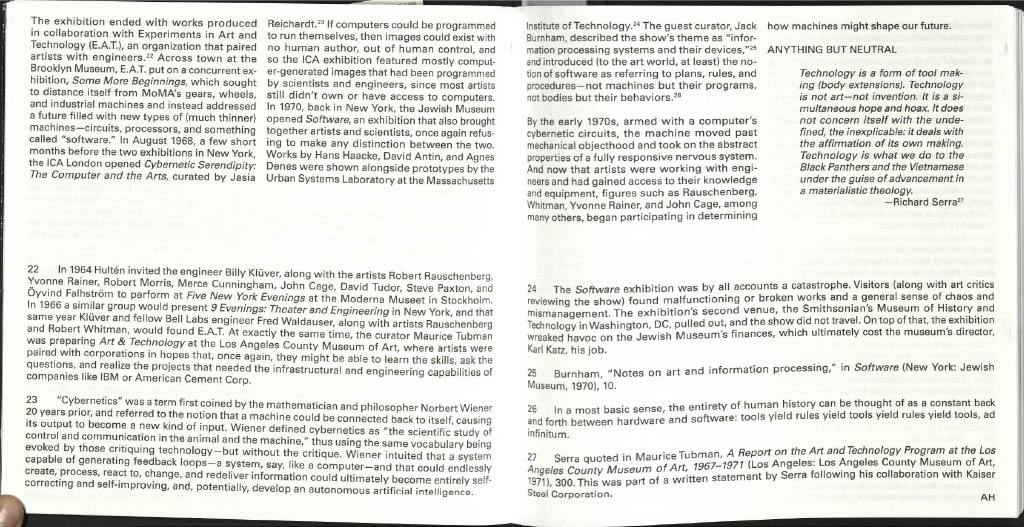 The exhibition ended with works produced
in collaboration with Experiments in Art and
Technology (E.A.T.), an organization that paired
artists with engineers.²² Across town at the
Brooklyn Museum, E.A.T. put on a concurrent ex-
hibition, Some More Beginnings, which sought
to distance itself from MoMA's gears, wheels,
and industrial machines and instead addressed
a future filled with new types of (much thinner)
machines—circuits, processors, and something
called "software." In August 1968, a few short
months before the two exhibitions in New York,
the ICA London opened Cybernetic Serendipity:
The Computer and the Arts, curated by Jasia
Reichardt.²³ If computers could be programmed
to run themselves, then images could exist with
no human author, out of human control, and
so the ICA exhibition featured mostly comput-
er-generated images that had been programmed
by scientists and engineers, since most artists
still didn't own or have access to computers.
In 1970, back in New York, the Jewish Museum
opened Software, an exhibition that also brought
together artists and scientists, once again refus-
ing to make any distinction between the two.
Works by Hans Haacke, David Antin, and Agnes
Denes were shown alongside prototypes by the
Urban Systems Laboratory at the Massachusetts
22 In 1964 Hultén invited the engineer Billy Klüver, along with the artists Robert Rauschenberg,
Yvonne Rainer, Robert Morris, Merce Cunningham, John Cage, David Tudor, Steve Paxton, and
Öyvind Fahlström to perform at Five New York Evenings at the Moderna Museet in Stockholm.
In 1966 a similar group would present 9 Evenings: Theater and Engineering in New York, and that
same year Klüver and fellow Bell Labs engineer Fred Waldauser, along with artists Rauschenberg
and Robert Whitman, would found E.A.T. At exactly the same time, the curator Maurice Tubman
was preparing Art & Technology at the Los Angeles County Museum of Art, where artists were
paired with corporations in hopes that, once again, they might be able to learn the skills, ask the
questions, and realize the projects that needed the infrastructural and engineering capabilities of
companies like IBM or American Cement Corp.
23 "Cybernetics" was a term first coined by the mathematician and philosopher Norbert Wiener
20 years prior, and referred to the notion that a machine could be connected back to itself, causing
its output to become a new kind of input. Wiener defined cybernetics as "the scientific study of
control and communication in the animal and the machine," thus using the same vocabulary being
evoked by those critiquing technology—but without the critique. Wiener intuited that a system
capable of generating feedback loops—a system, say, like a computer—and that could endlessly
create, process, react to, change, and redeliver information could ultimately become entirely self-
correcting and self-improving, and, potentially, develop an autonomous artificial intelligence.
Institute of Technology.²⁴ The guest curator, Jack
Burnham, described the show's theme as "infor-
mation processing systems and their devices,"²⁵
and introduced (to the art world, at least) the no-
tion of software as referring to plans, rules, and
procedures—not machines but their programs,
not bodies but their behaviors.²⁶
By the early 1970s, armed with a computer's
cybernetic circuits, the machine moved past
mechanical objecthood and took on the abstract
properties of a fully responsive nervous system.
And now that artists were working with engi-
neers and had gained access to their knowledge
and equipment, figures such as Rauschenberg,
Whitman, Yvonne Rainer, and John Cage, among
many others, began participating in determining
how machines might shape our future.
ANYTHING BUT NEUTRAL
Technology is a form of tool mak-
ing (body extensions). Technology
is not art—not invention. It is a si-
multaneous hope and hoax. It does
not concern itself with the unde-
fined, the inexplicable: it deals with
the affirmation of its own making.
Technology is what we do to the
Black Panthers and the Vietnamese
under the guise of advancement in
a materialistic theology.
—Richard Serra²⁷
24 The Software exhibition was by all accounts a catastrophe. Visitors (along with art critics
reviewing the show) found malfunctioning or broken works and a general sense of chaos and
mismanagement. The exhibition's second venue, the Smithsonian's Museum of History and
Technology in Washington, DC, pulled out, and the show did not travel. On top of that, the exhibition
wreaked havoc on the Jewish Museum's finances, which ultimately cost the museum's director,
Karl Katz, his job.
25 Burnham, "Notes on art and information processing," in Software (New York: Jewish
Museum, 1970), 10.
26 In a most basic sense, the entirety of human history can be thought of as a constant back
and forth between hardware and software: tools yield rules yield tools yield rules yield tools, ad
infinitum.
27 Serra quoted in Maurice Tubman, A Report on the Art and Technology Program at the Los
Angeles County Museum of Art, 1967–1971 (Los Angeles: Los Angeles County Museum of Art,
1971), 300. This was part of a written statement by Serra following his collaboration with Kaiser
Steel Corporation.
AH